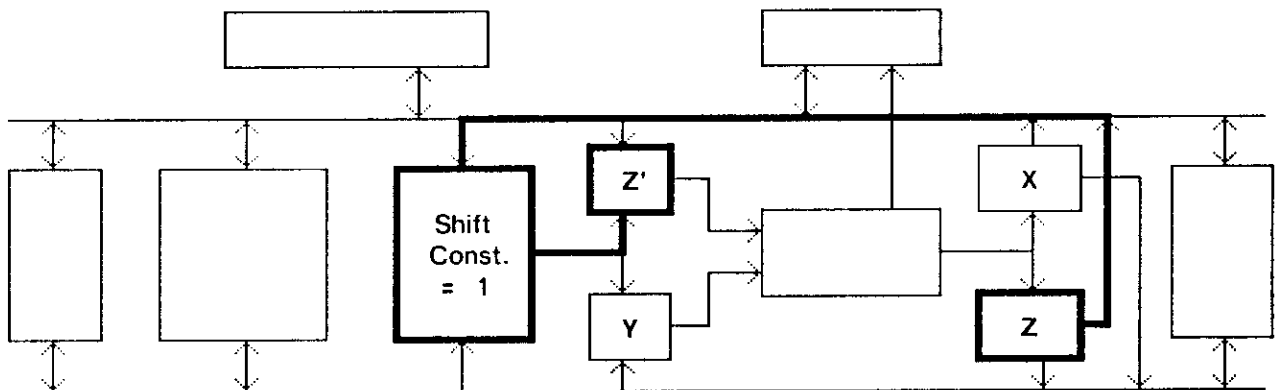 Z'
X
Shift
Const.
= 1
Y
Z